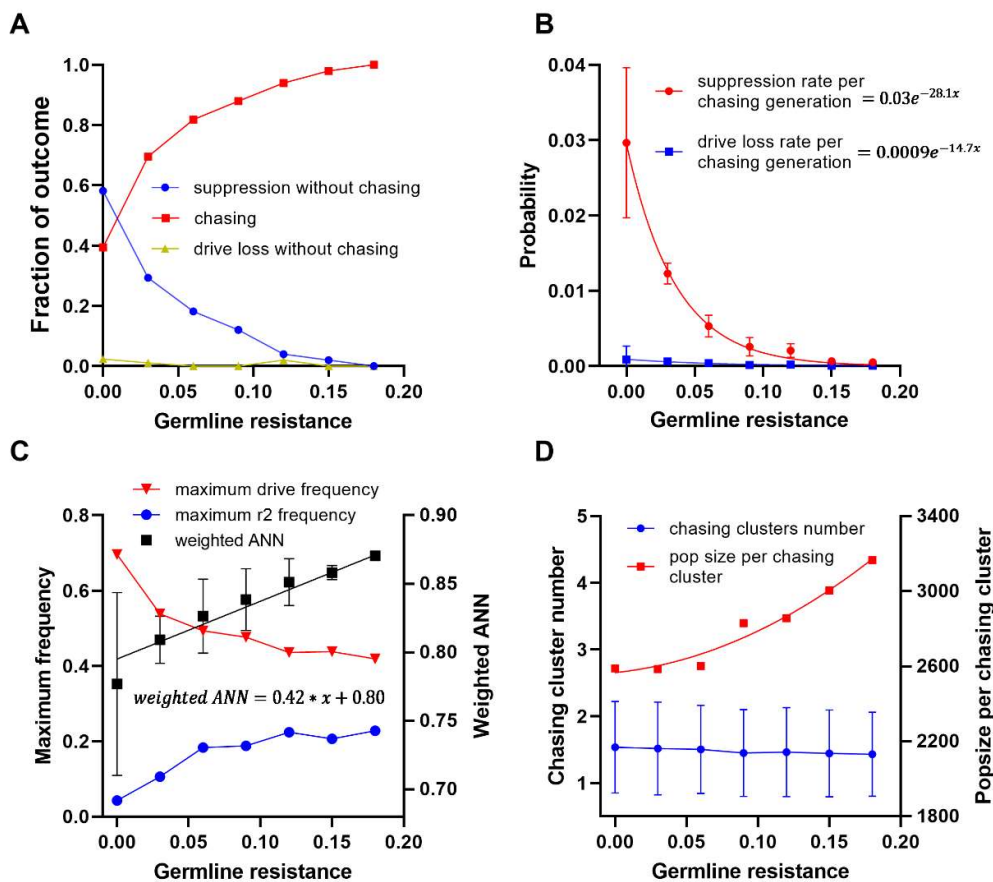 A
1.0
0.8
0.6
0.4
0.2
0.0
Fraction of outcome
suppression without chasing
chasing
drive loss without chasing
0.00 0.05 0.10 0.15 0.20
Germline resistance
B
0.04
0.03
0.02
0.01
0.00
Probability
suppression rate per
chasing generation = 0.03e^{-28.1x}
drive loss rate per
chasing generation = 0.0009e^{-14.7x}
0.00 0.05 0.10 0.15 0.20
Germline resistance
C
maximum drive frequency
maximum r2 frequency
weighted ANN
0.8
0.6
0.4
0.2
0.0
Maximum frequency
weighted ANN = 0.42 * x + 0.80
0.90
0.85
0.80
0.75
0.70
Weighted ANN
0.00 0.05 0.10 0.15 0.20
Germline resistance
D
chasing clusters number
pop size per chasing
cluster
5
4
3
2
1
Chasing cluster number
3400
3000
2600
2200
1800
Popsize per chasing cluster
0.00 0.05 0.10 0.15 0.20
Germline resistance